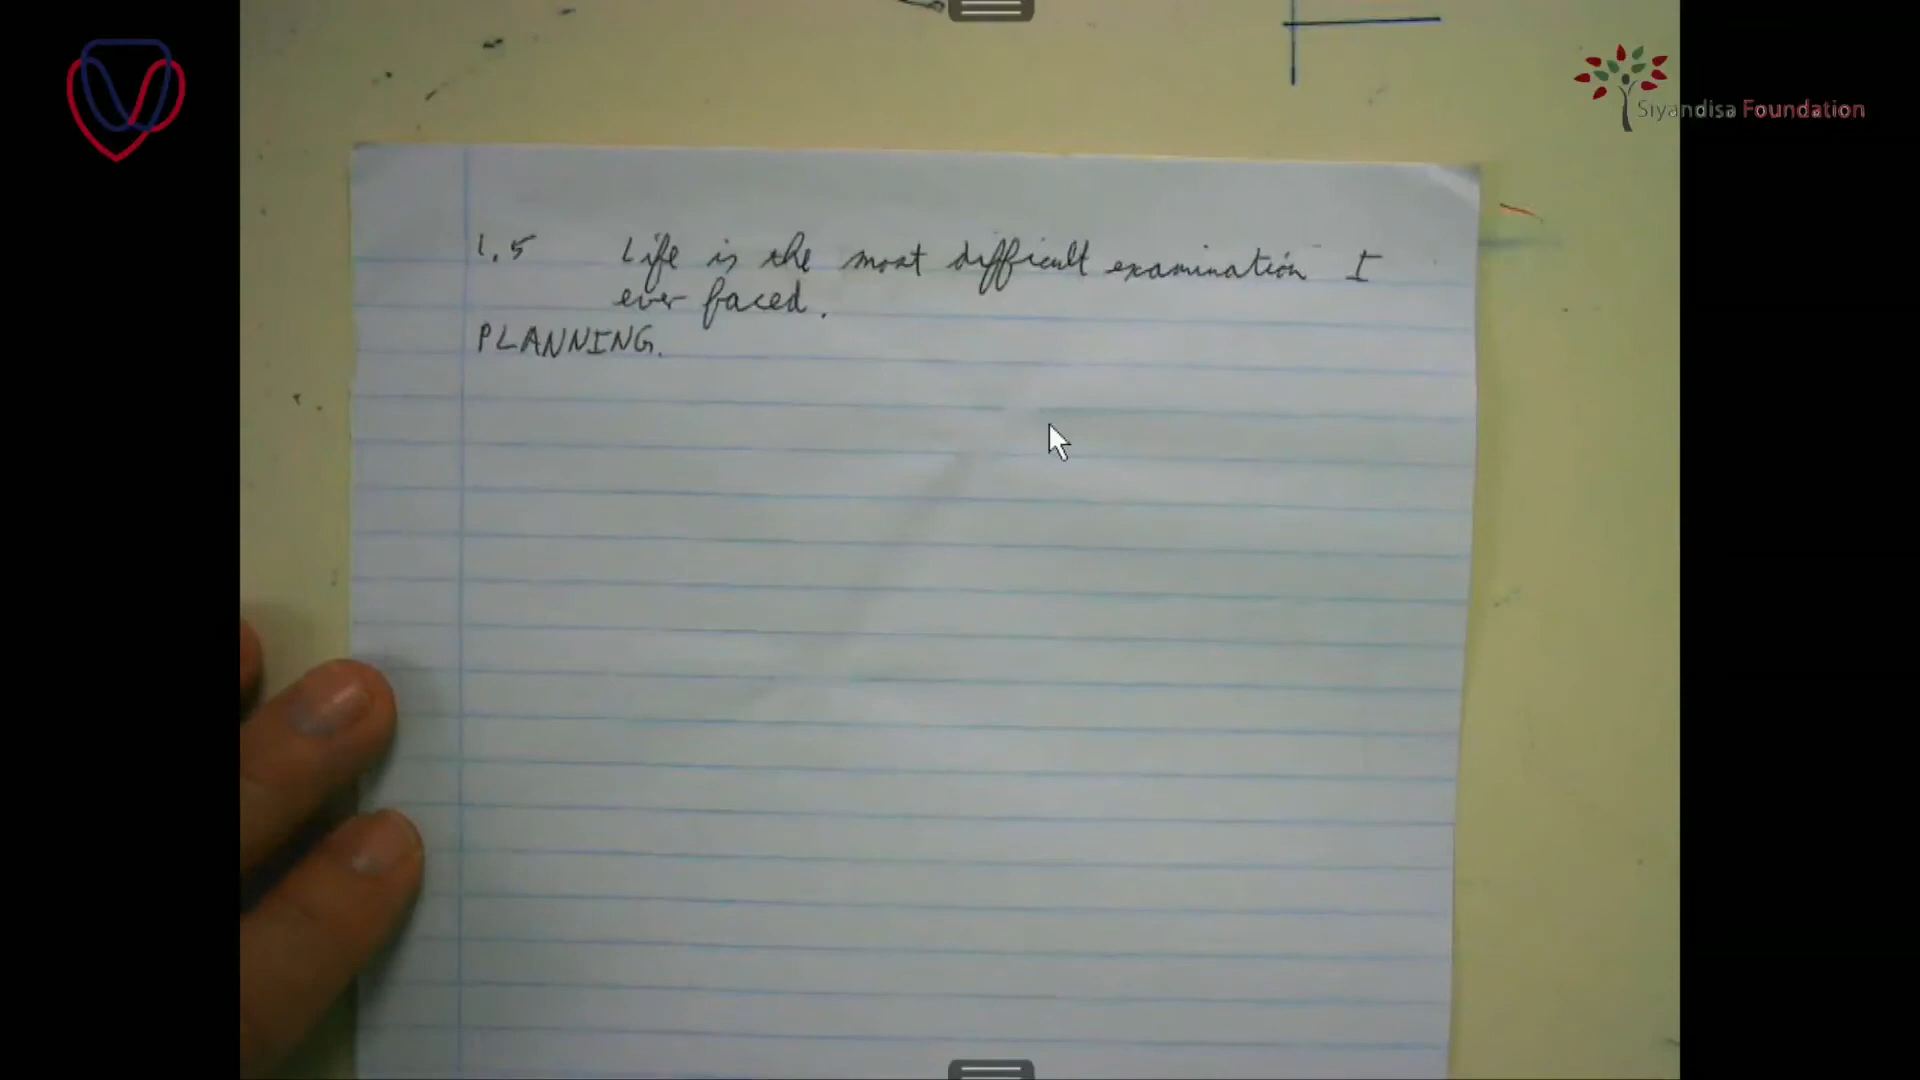 Siyandisa Foundation
1.5 Life is the most difficult examination I
ever faced.
PLANNING.